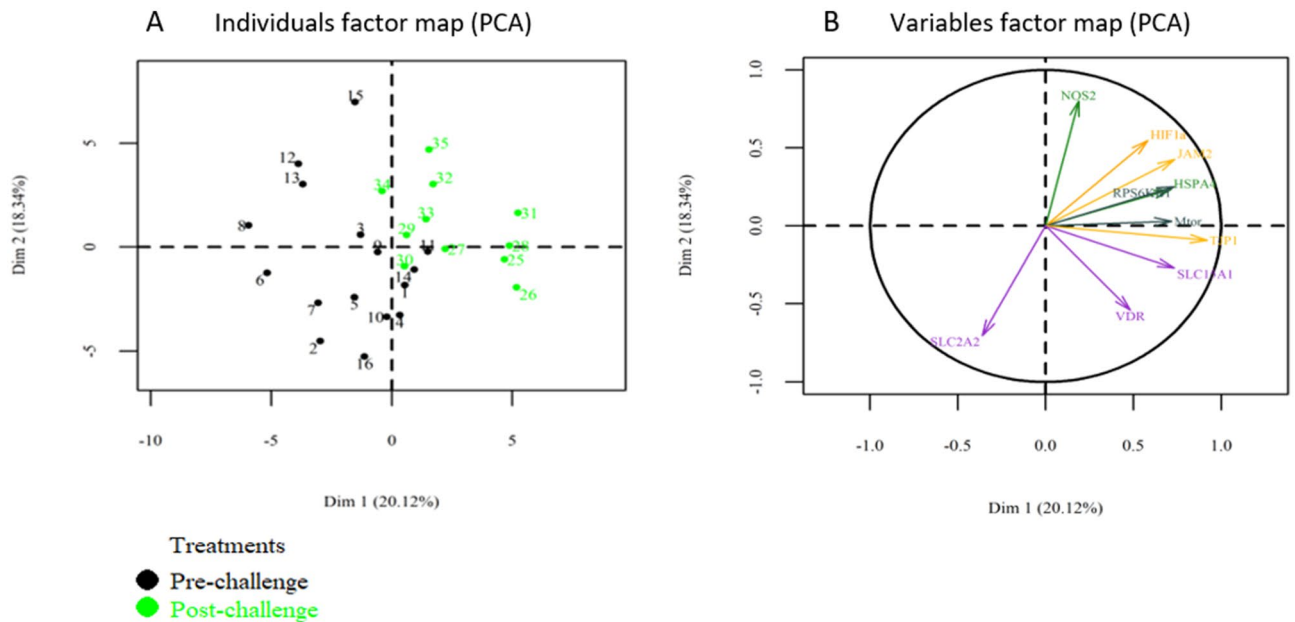 A Individuals factor map (PCA)
15
5
35
12
13
34
32
33
31
8
3
29
0
9
11
27
28
30
25
6
14
26
1
7
5
10
4
2
-5
16
-10
-5
0
5
Dim 2 (18.34%)
Dim 1 (20.12%)
Treatments
Pre-challenge
Post-challenge
B Variables factor map (PCA)
1.0
NOS2
HIF1a
0.5
JAM2
HSPA4
Mtor
0.0
TJP1
VDR
-0.5
SLC2A2
-1.0
-1.0
-0.5
0.0
0.5
1.0
Dim 2 (18.34%)
Dim 1 (20.12%)